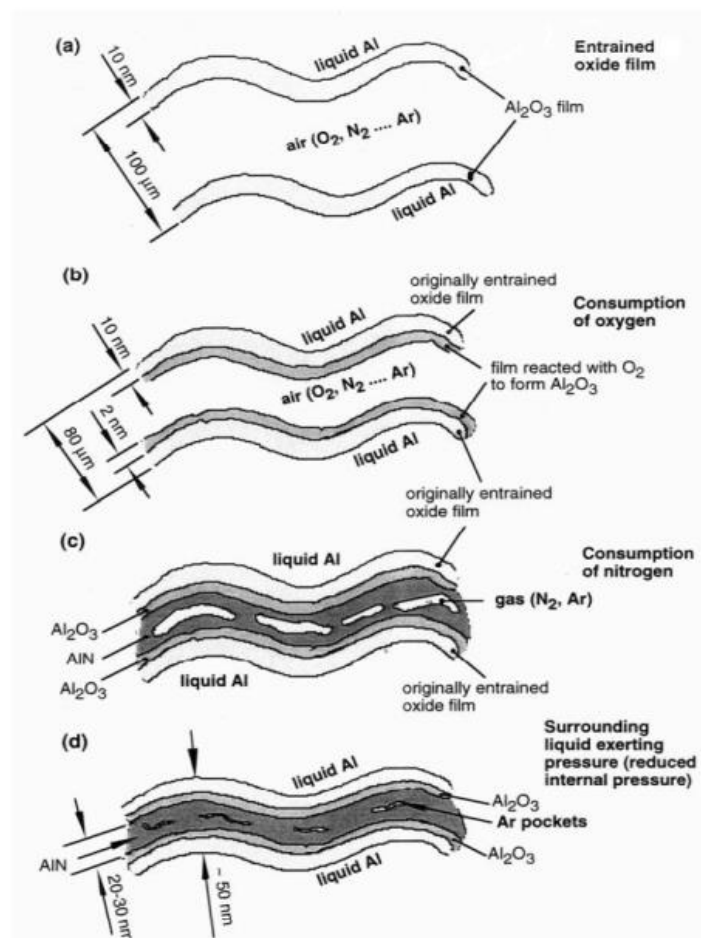 (a)
liquid Al
Entrained
oxide film
10 nm
Al₂O₃ film
air (O₂, N₂ .... Ar)
100 μm
liquid Al
(b)
originally entrained
oxide film
Consumption
of oxygen
liquid Al
10 nm
film reacted with O₂
to form Al₂O₃
air (O₂, N₂ .... Ar)
2 nm
80 μm
liquid Al
originally entrained
oxide film
(c)
liquid Al
Consumption
of nitrogen
gas (N₂, Ar)
Al₂O₃
AlN
Al₂O₃
liquid Al
originally entrained
oxide film
(d)
Surrounding
liquid exerting
pressure (reduced
internal pressure)
liquid Al
Al₂O₃
Ar pockets
AlN
Al₂O₃
liquid Al
20-30 nm
~50 nm